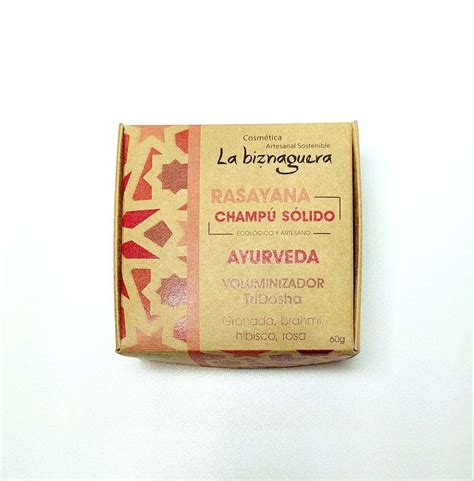 Cosmética
Artesanal Sostenible
La biznaguera
RASAYANA
CHAMPÚ SÓLIDO
ECOLÓGICO Y ARTESANO
AYURVEDA
VOLUMINIZADOR
TriDosha
Granada, brahmi,
hibisco, rosa
60g